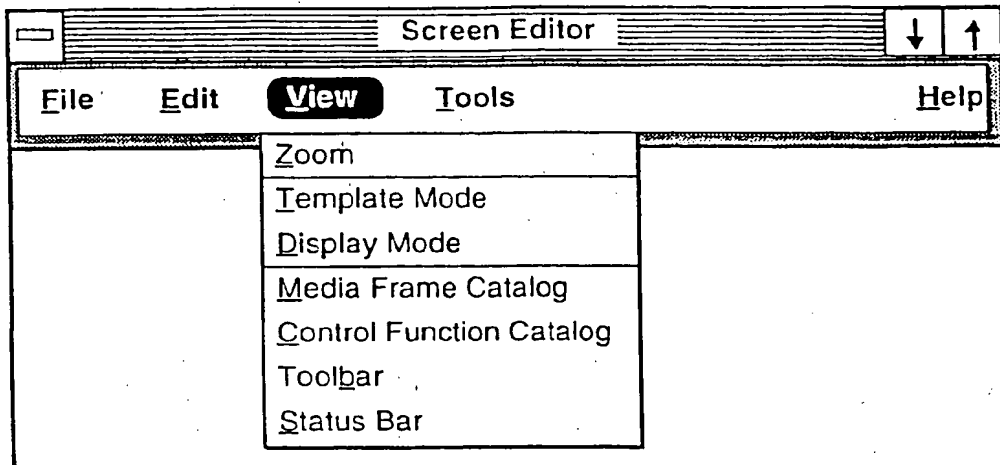 Screen Editor
File Edit View Tools Help
Zoom
Template Mode
Display Mode
Media Frame Catalog
Control Function Catalog
Toolbar
Status Bar